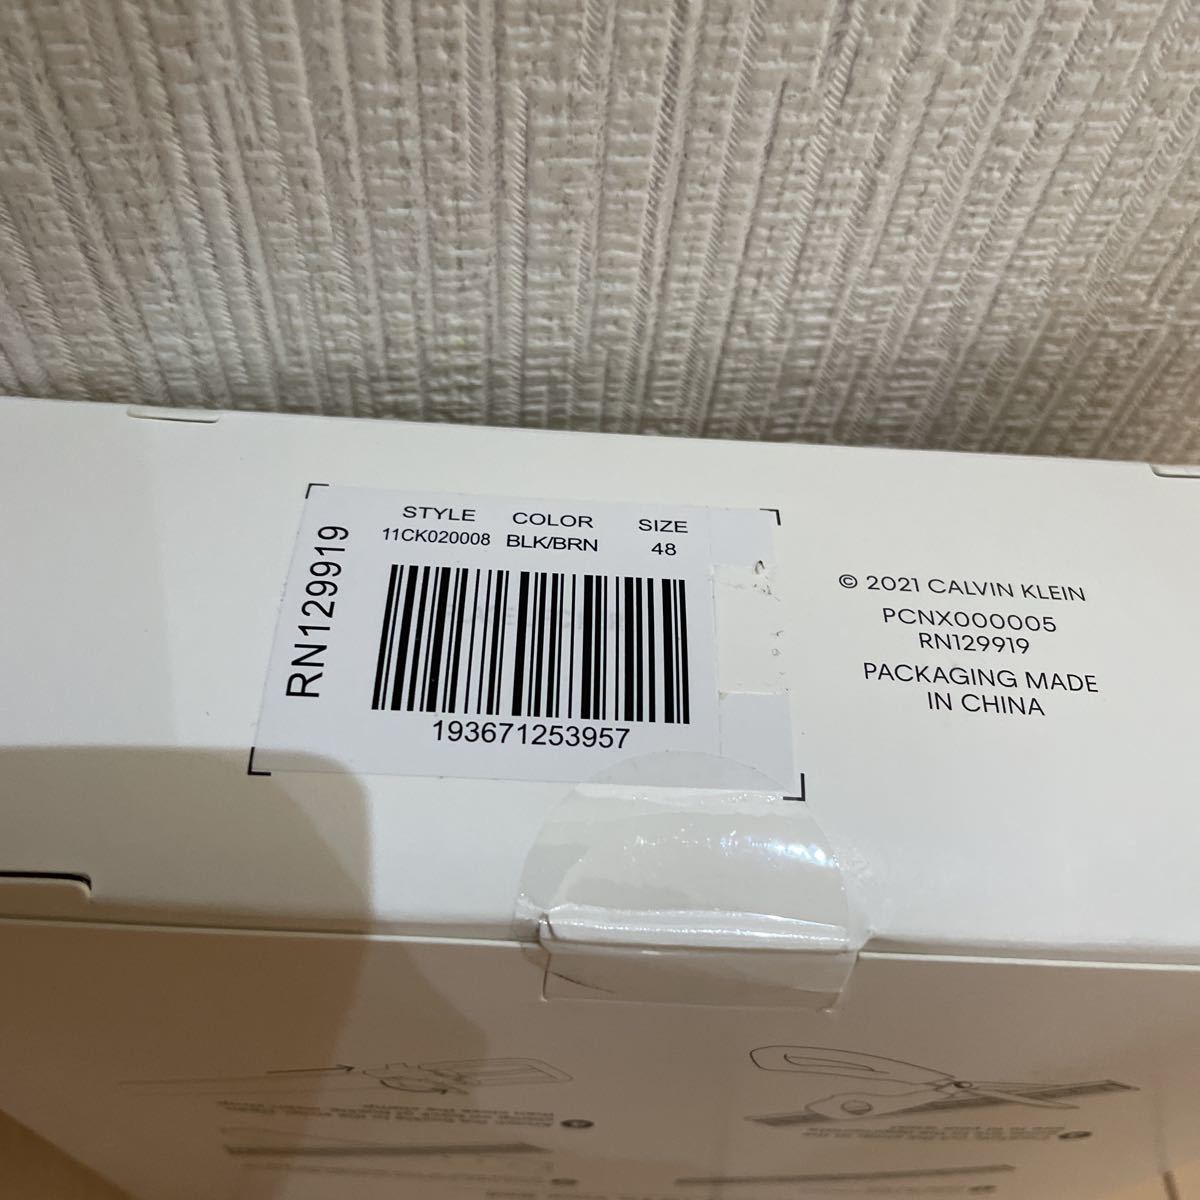 RN129919
STYLE COLOR SIZE
11CK020008 BLK/BRN 48
193671253957
© 2021 CALVIN KLEIN
PCNX000005
RN129919
PACKAGING MADE
IN CHINA